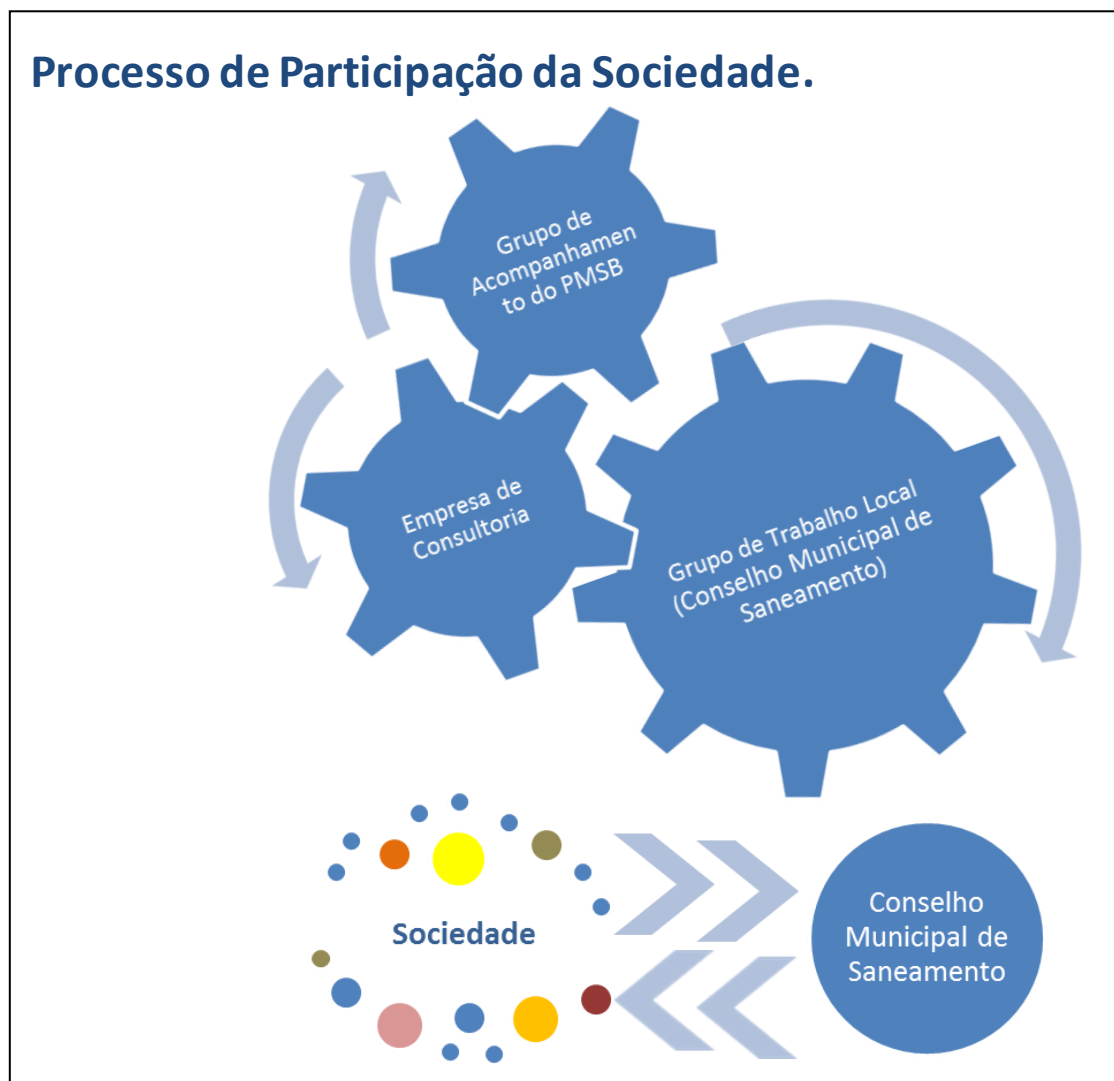 Processo de Participação da Sociedade.
Grupo de
Acompanhamen
to do PMSB
Empresa de
Consultoria
Grupo de Trabalho Local
(Conselho Municipal de
Saneamento)
Sociedade
Conselho
Municipal de
Saneamento